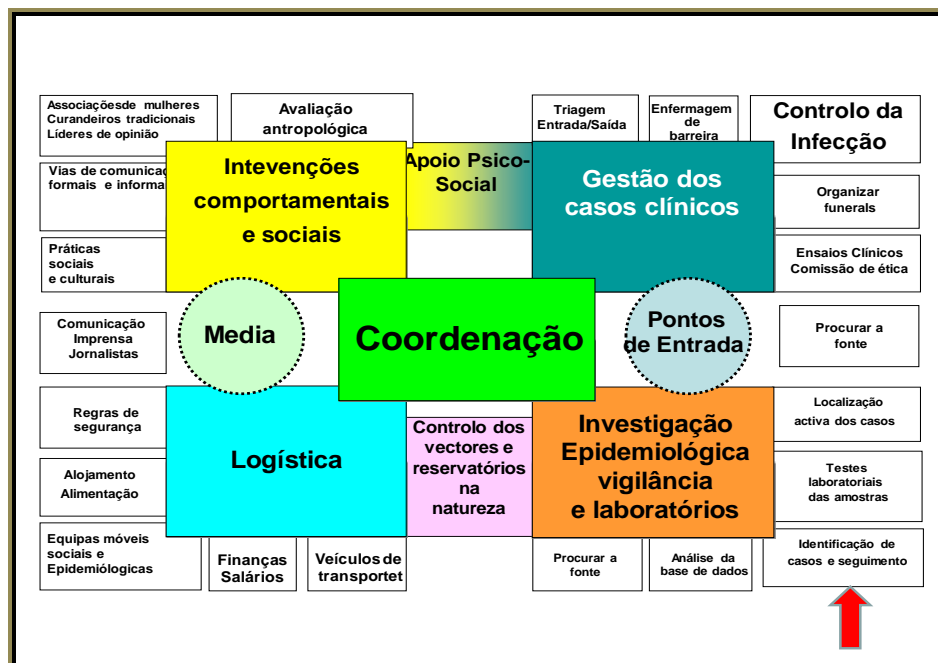 Associaçõesde mulheres
Curandeiros tradicionais
Líderes de opinião
Avaliação
antropológica
Triagem
Entrada/Saída
Enfermagem
de
barreira
Controlo da
Infecção
Vias de comunicaç
formais e informa
Intevenções
comportamentais
e sociais
Apoio Psico-
Social
Gestão dos
casos clínicos
Organizar
funerals
Práticas
sociais
e culturais
Ensaios Clínicos
Comissão de ética
Comunicação
Imprensa
Jornalistas
Media
Coordenação
Pontos
de Entrada
Procurar a
fonte
Regras de
segurança
Logística
Controlo dos
vectores e
reservatórios
na
natureza
Investigação
Epidemiológica
vigilância
e laboratórios
Localização
activa dos casos
Alojamento
Alimentação
Testes
laboratoriais
das amostras
Equipas móveis
sociais e
Epidemiólogicas
Finanças
Salários
Veículos de
transportet
Procurar a
fonte
Análise da
base de dados
Identificação de
casos e seguimento